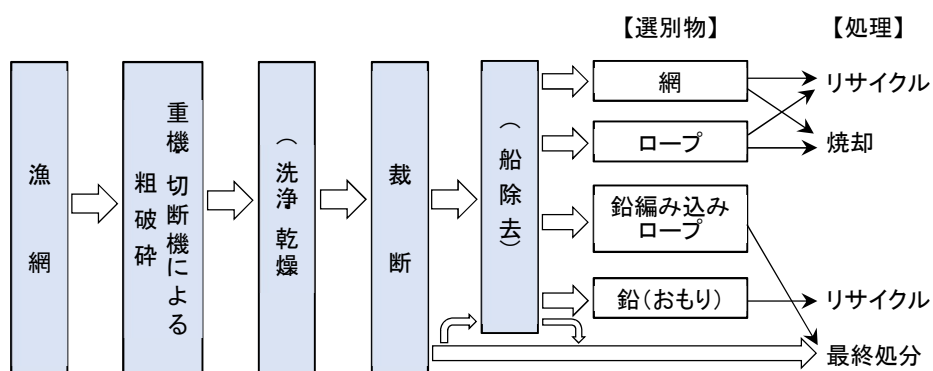 【選別物】
【処理】
漁網
重機・切断機による
粗破砕
(洗浄・乾燥
裁断
(船除去)
網
ロープ
鉛編み込み
ロープ
鉛(おもり)
リサイクル
焼却
リサイクル
最終処分